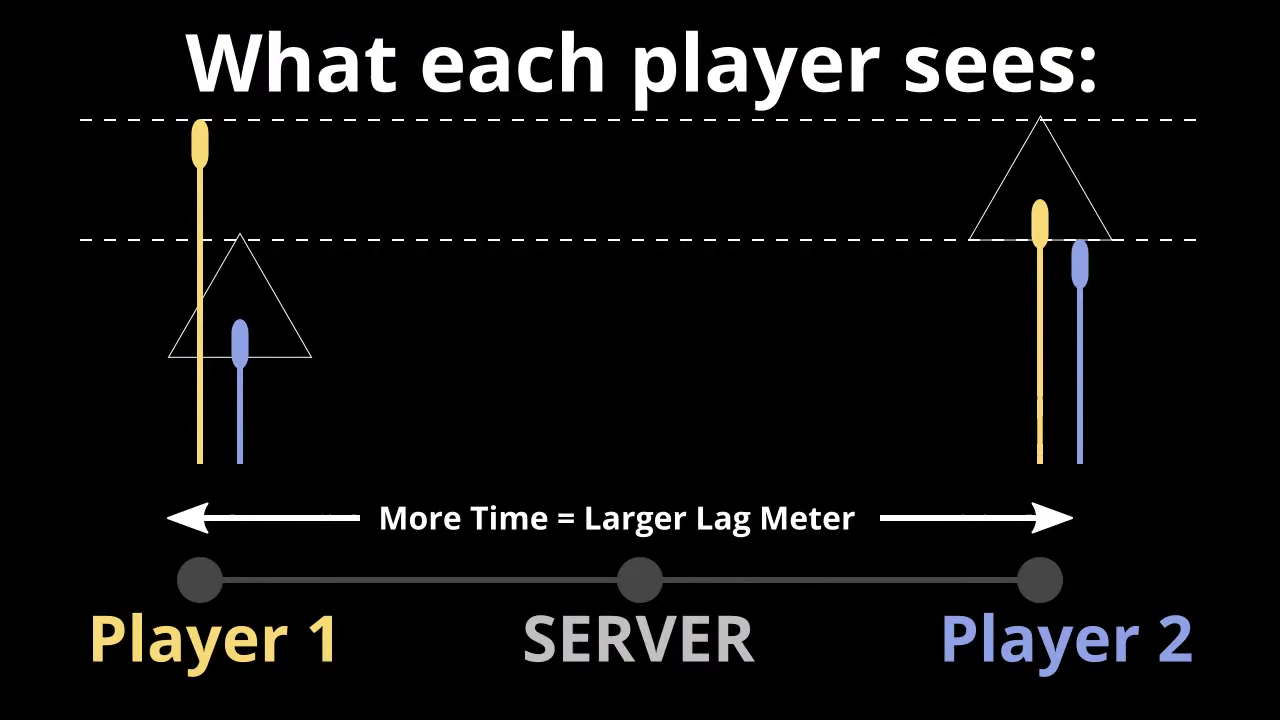 What each player sees:
More Time = Larger Lag Meter
Player 1
SERVER
Player 2